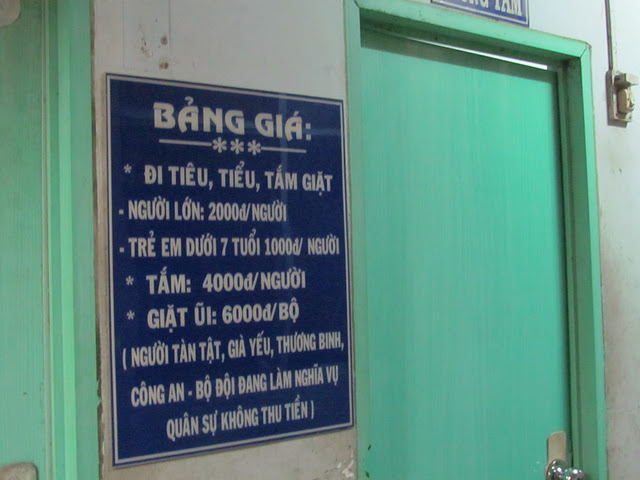 BẢNG GIÁ:
***
* ĐI TIÊU, TIỂU, TẮM GIẶT
- NGƯỜI LỚN: 2000đ/NGƯỜI
- TRẺ EM DƯỚI 7 TUỔI 1000đ/ NGƯỜI
* TẮM: 4000đ/NGƯỜI
* GIẶT ŨI: 6000đ/BỘ
( NGƯỜI TÀN TẬT, GIÀ YẾU, THƯƠNG BINH,
CÔNG AN - BỘ ĐỘI ĐANG LÀM NGHĨA VỤ
QUÂN SỰ KHÔNG THU TIỀN )